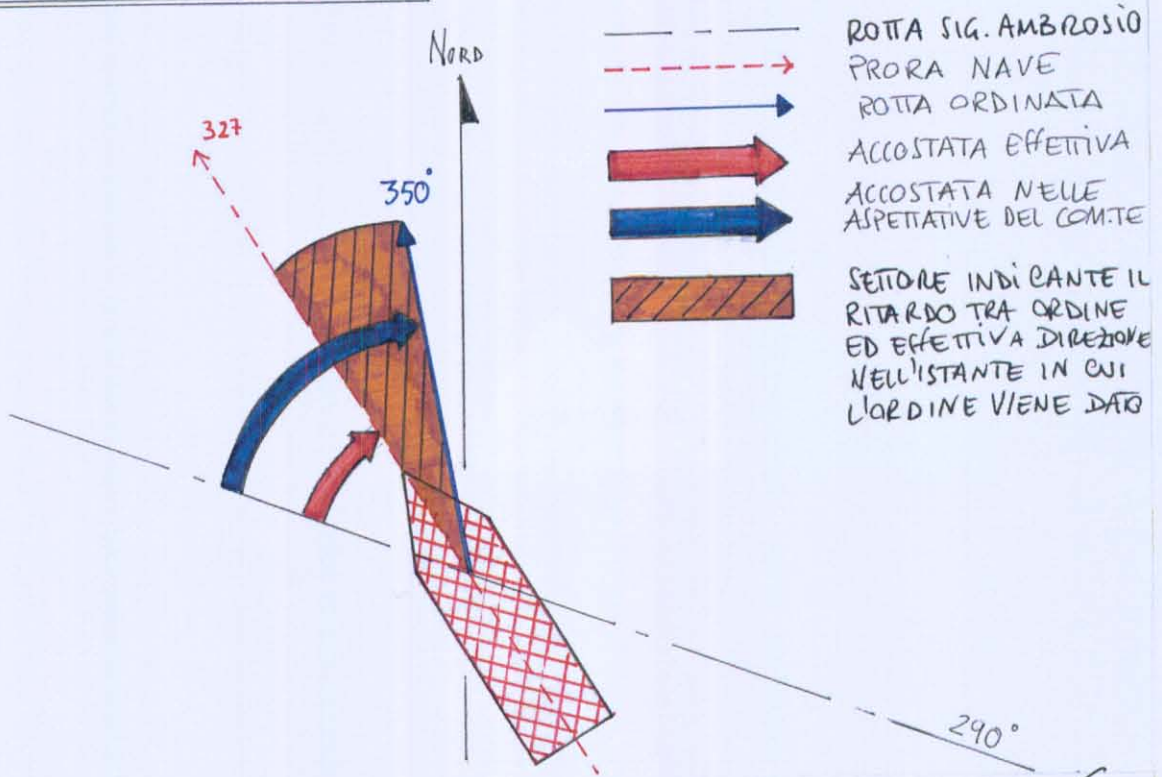 NORD
327
350°
290°
ROTTA SIG. AMBROSIO
PRORA NAVE
ROTTA ORDINATA
ACCOSTATA EFFETTIVA
ACCOSTATA NELLE
ASPETTATIVE DEL COM.TE
SETTORE INDICANTE IL
RITARDO TRA ORDINE
ED EFFETTIVA DIREZIONE
NELL'ISTANTE IN CUI
L'ORDINE VIENE DATO